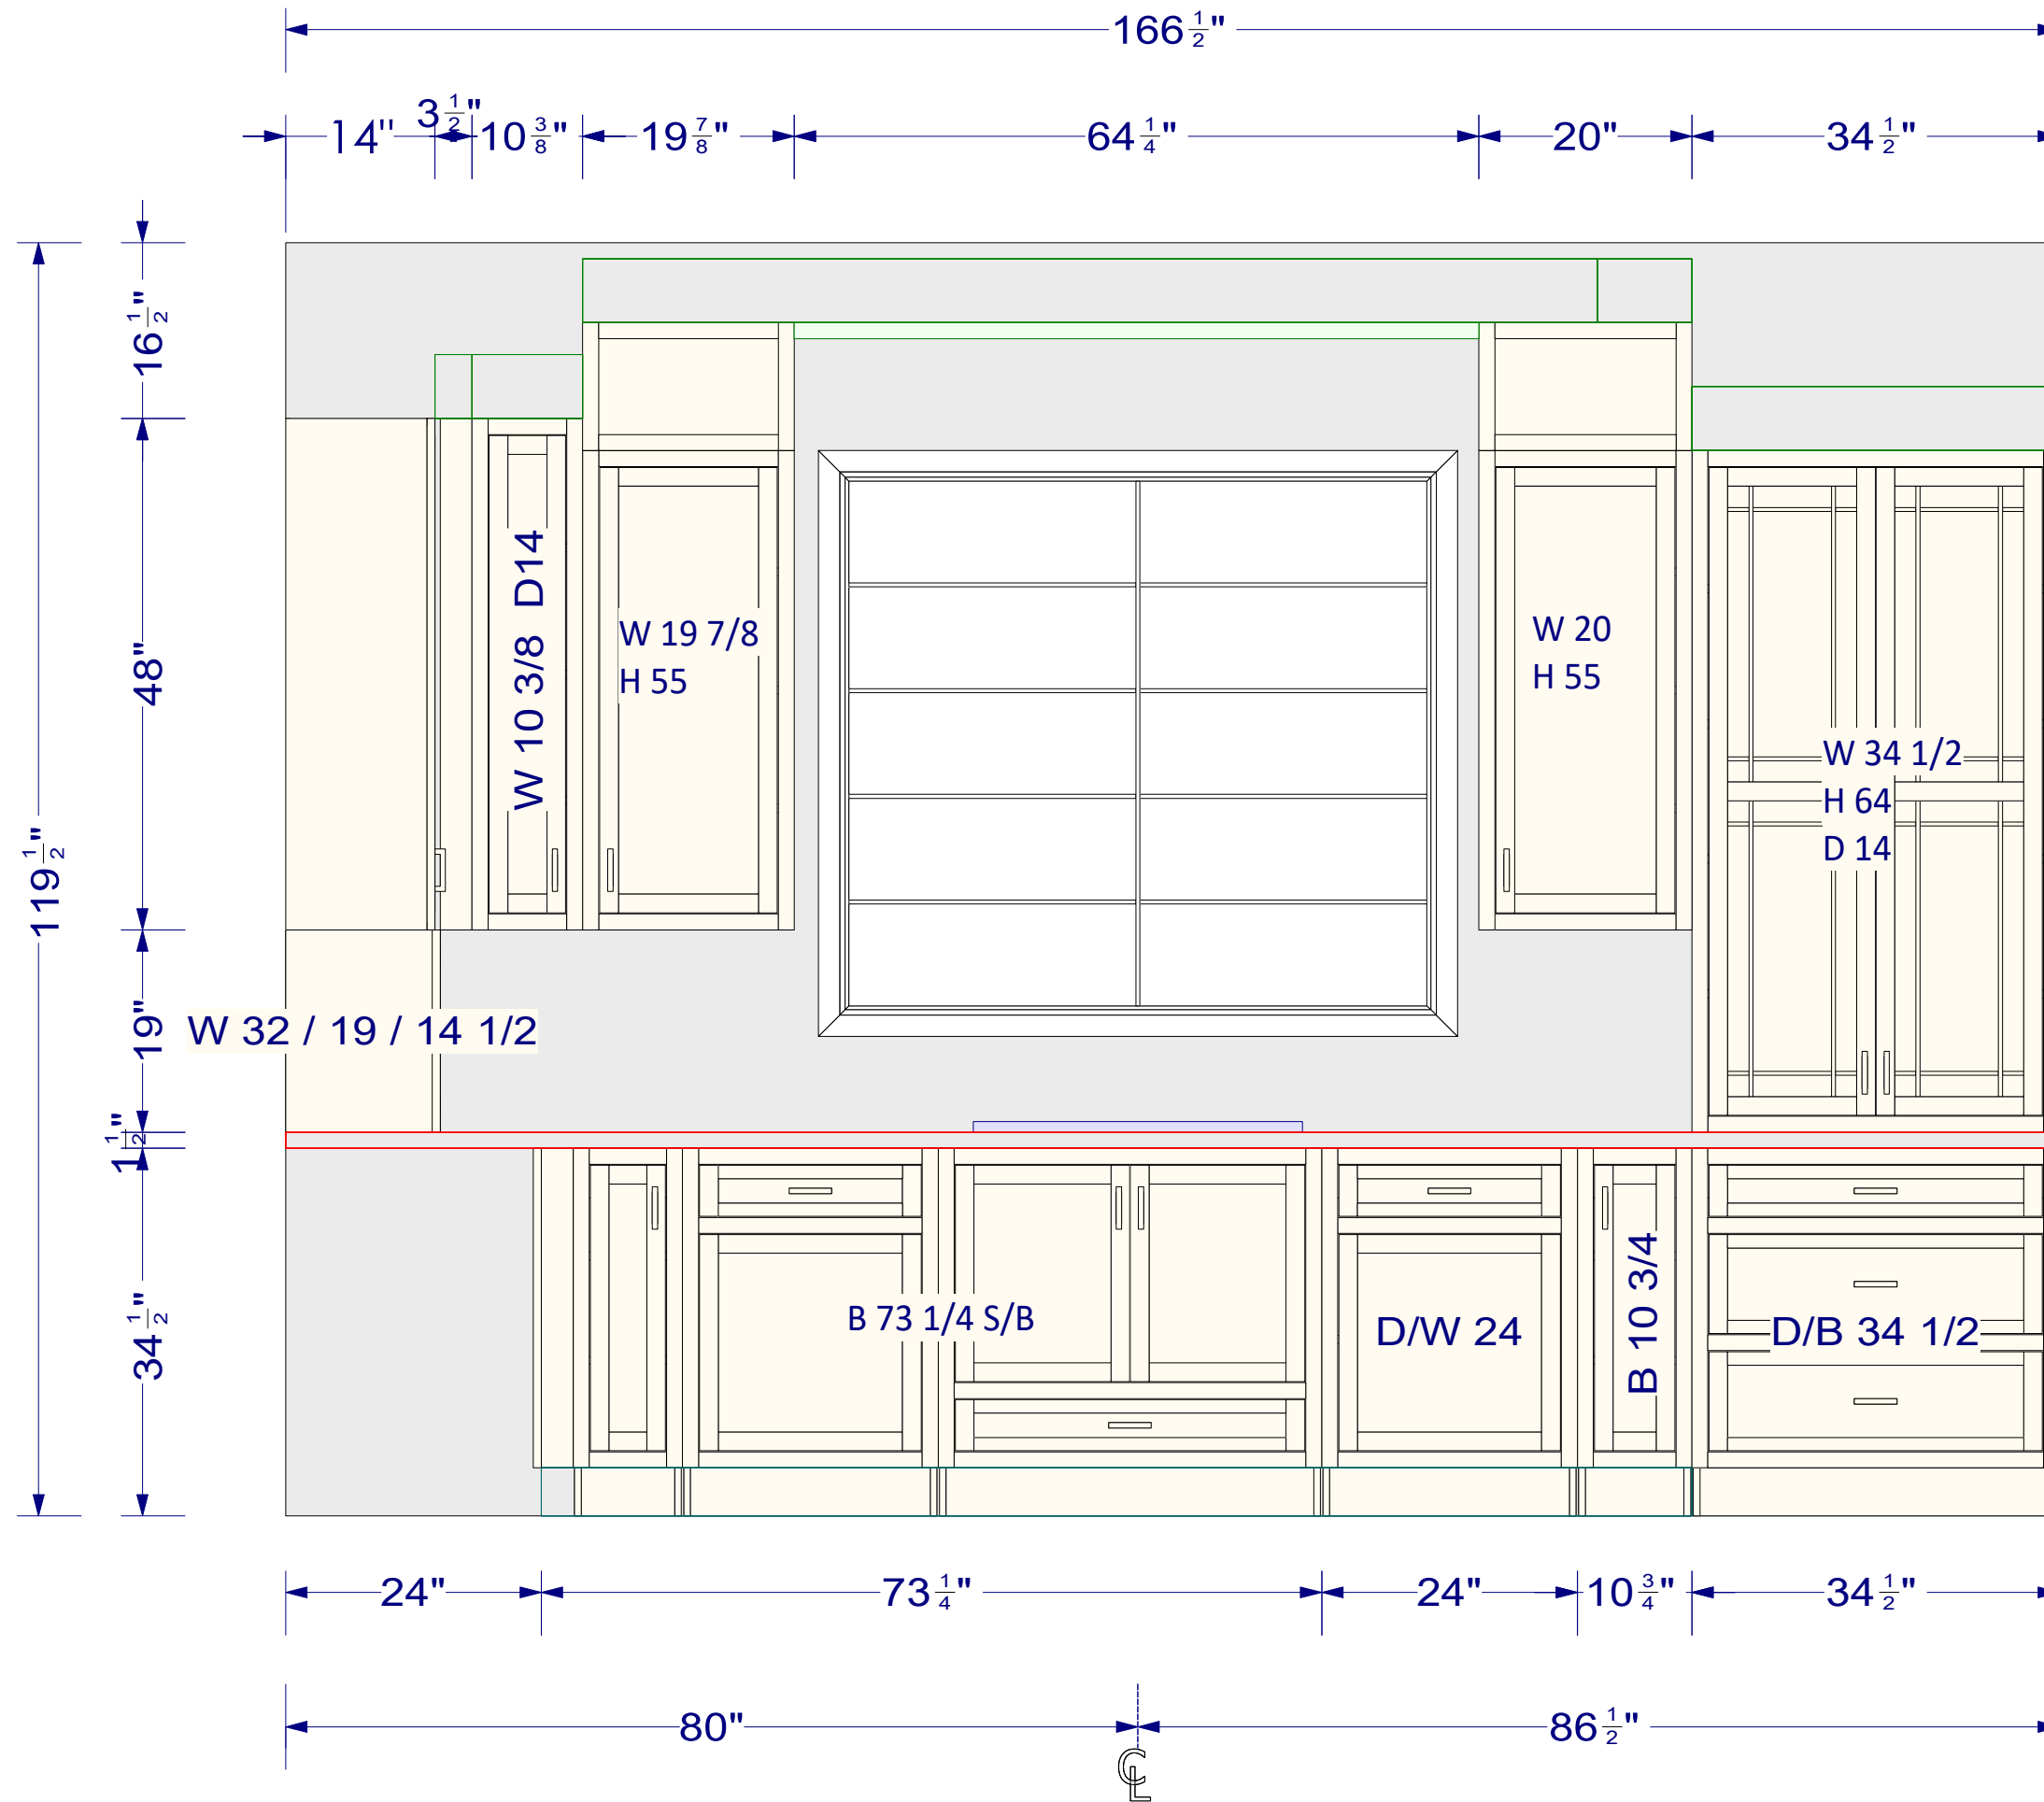 166 1/2"
14" 3 1/2" 10 3/8" 19 7/8" 64 1/4" 20" 34 1/2"
16 1/2"
48"
119 1/2"
19"
1 1/2"
34 1/2"
W 10 3/8 D14
W 19 7/8
H 55
W 20
H 55
W 34 1/2
H 64
D 14
W 32 / 19 / 14 1/2
B 73 1/4 S/B
D/W 24
B 10 3/4
D/B 34 1/2
24" 73 1/4" 24" 10 3/4" 34 1/2"
80" 86 1/2"
CL